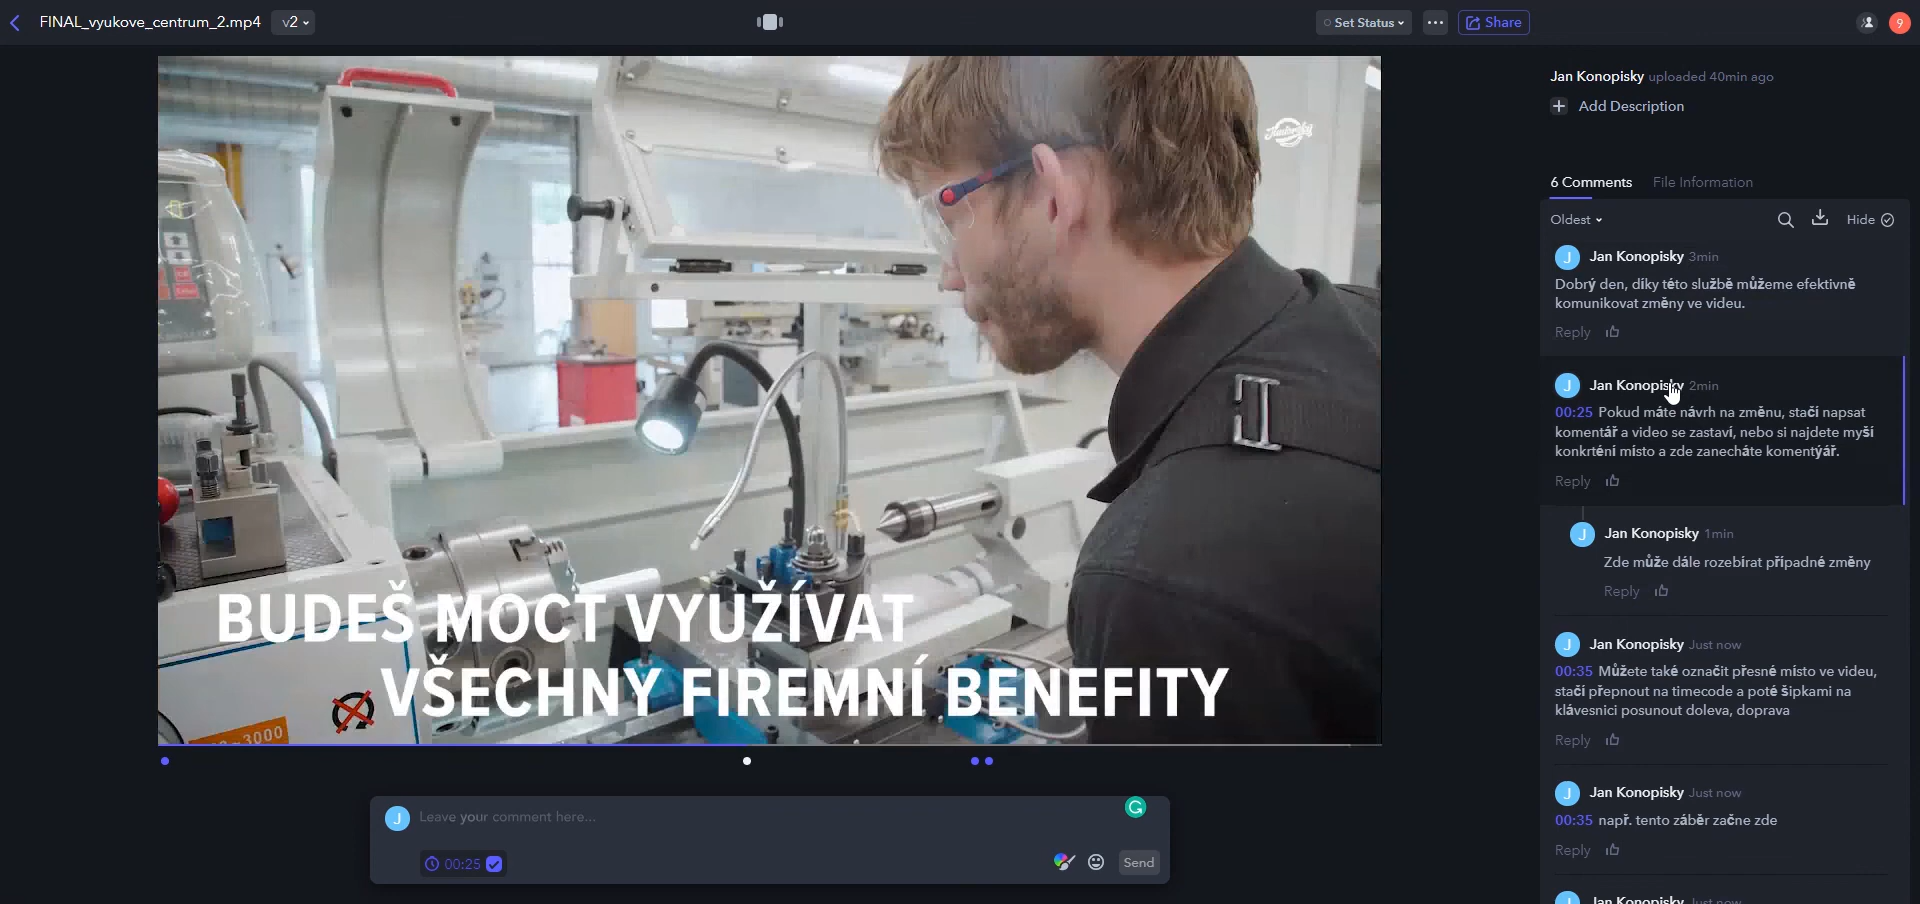 FINAL_vyukove_centrum_2.mp4
v2
Set Status
Share
9
Jan Konopisky uploaded 40min ago
Add Description
6 Comments
File Information
Oldest
Hide
Jan Konopisky 3min
Dobrý den, díky této službě můžeme efektivně
komunikovat změny ve videu.
Reply
J Jan Konopisky 2min
00:25 Pokud máte návrh na změnu, stačí napsat
komentář a video se zastaví, nebo si najdete myší
konkrténí místo a zde zanecháte komentýář.
Reply
J Jan Konopisky 1min
Zde může dále rozebírat případné změny
Reply
J Jan Konopisky Just now
00:35 Můžete také označit přesné místo ve videu,
stačí přepnout na timecode a poté šipkami na
klávesnici posunout doleva, doprava
Reply
J Jan Konopisky Just now
00:35 např. tento záběr začne zde
Reply
Jan Konopisky Just now
BUDEŠ MOCT VYUŽÍVAT
VŠECHNY FIREMNÍ BENEFITY
3000
J Leave your comment here...
00:25
Send